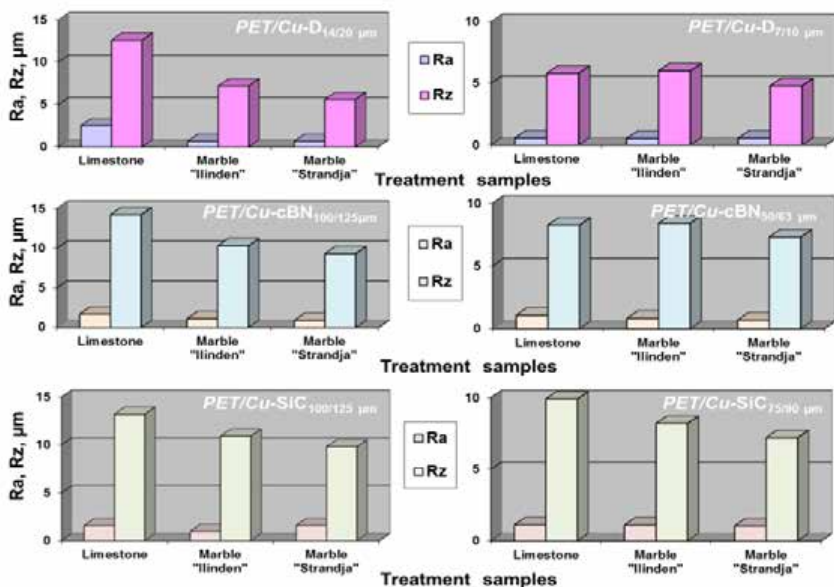 PET/Cu-D14/20 µm
PET/Cu-D7/10 µm
Ra, Rz, µm
15
10
5
0
Ra
Rz
10
5
0
Limestone
Marble "Ilinden"
Marble "Strandja"
Limestone
Marble "Ilinden"
Marble "Strandja"
Treatment samples
PET/Cu-cBN100/125µm
PET/Cu-cBN50/63 µm
Ra, Rz, µm
15
10
5
0
Ra
Rz
10
5
0
Limestone
Marble "Ilinden"
Marble "Strandja"
Limestone
Marble "Ilinden"
Marble "Strandja"
Treatment samples
PET/Cu-SiC100/125 µm
PET/Cu-SiC75/90 µm
Ra, Rz, µm
15
10
5
0
Ra
Rz
10
5
0
Limestone
Marble "Ilinden"
Marble "Strandja"
Limestone
Marble "Ilinden"
Marble "Strandja"
Treatment samples